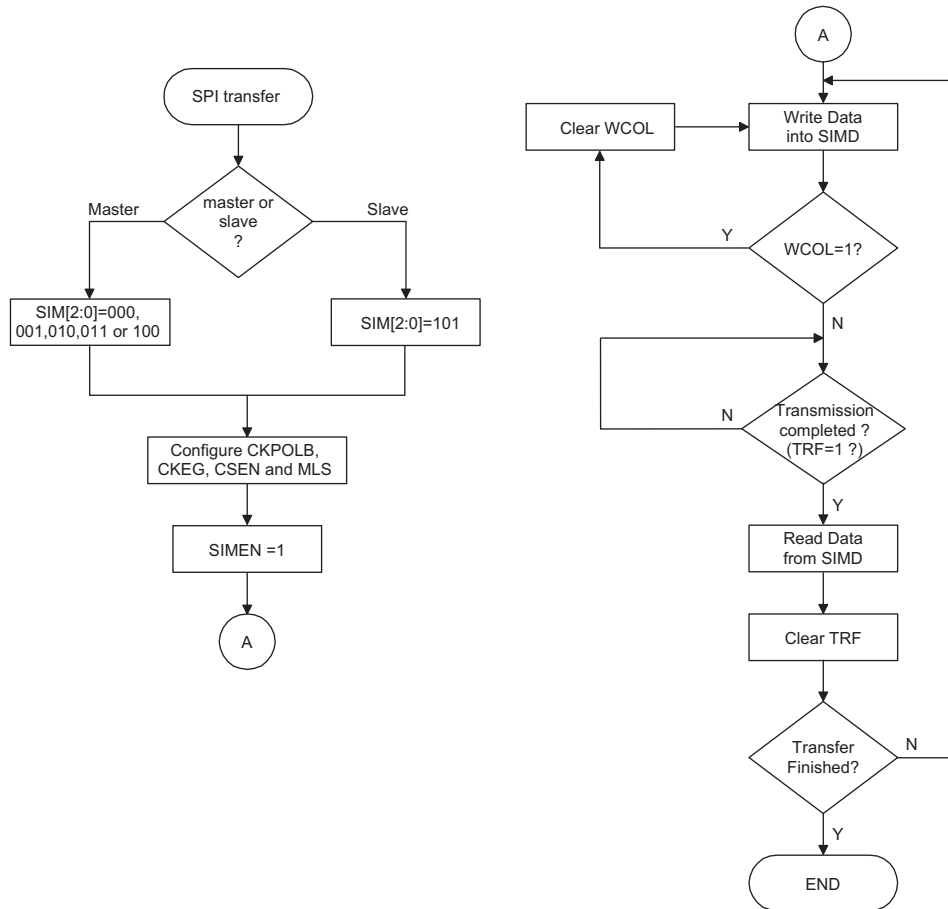 SPI transfer
master or
slave
?
Master
Slave
SIM[2:0]=000,
001,010,011 or 100
SIM[2:0]=101
Configure CKPOLB,
CKEG, CSEN and MLS
SIMEN =1
A
A
Clear WCOL
Write Data
into SIMD
Y
WCOL=1?
N
N
Transmission
completed ?
(TRF=1 ?)
Y
Read Data
from SIMD
Clear TRF
Transfer
Finished?
N
Y
END